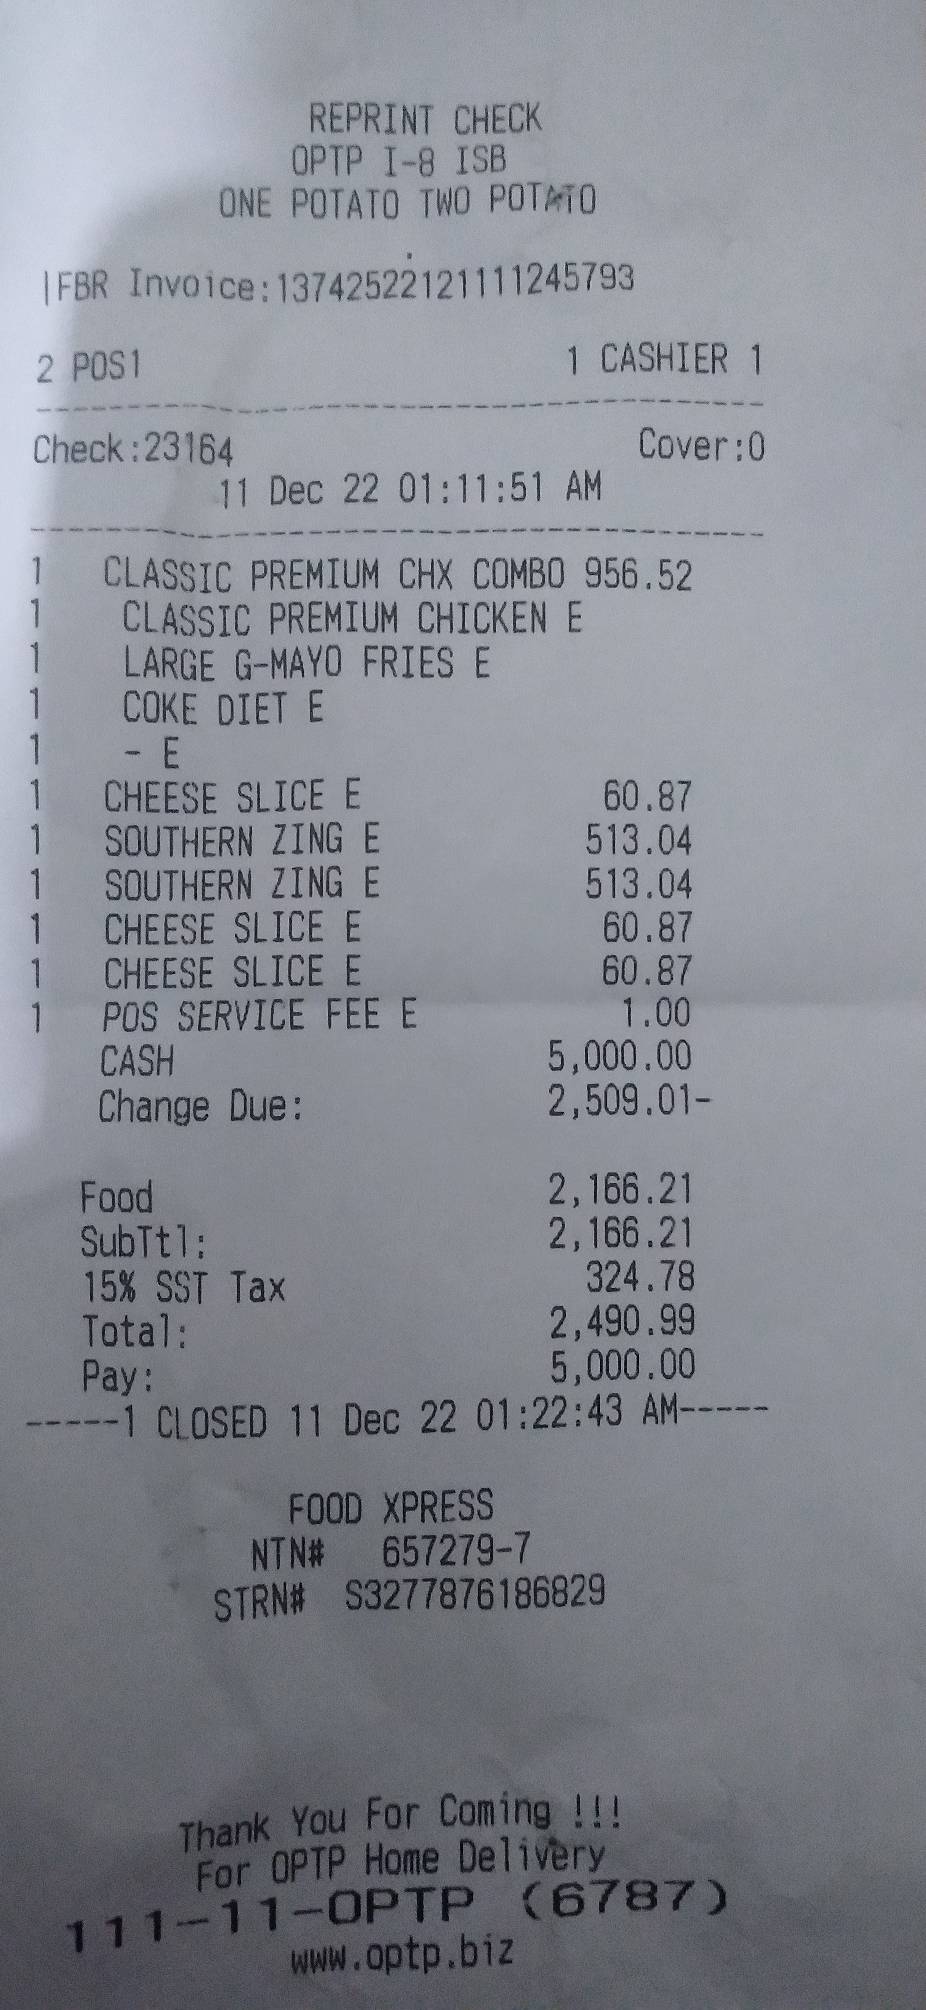 REPRINT CHECK
OPTP I-8 ISB
ONE POTATO TWO POTATO
|FBR Invoice:137425221211112457​93
2 POS1 1 CASHIER 1
--------------------------------------
Check:23164 Cover:0
11 Dec 22 01:11:51 AM
--------------------------------------
1 CLASSIC PREMIUM CHX COMBO 956.52
1 CLASSIC PREMIUM CHICKEN E
1 LARGE G-MAYO FRIES E
1 COKE DIET E
1 - E
1 CHEESE SLICE E 60.87
1 SOUTHERN ZING E 513.04
1 SOUTHERN ZING E 513.04
1 CHEESE SLICE E 60.87
1 CHEESE SLICE E 60.87
1 POS SERVICE FEE E 1.00
CASH 5,000.00
Change Due: 2,509.01-
Food 2,166.21
SubTtl: 2,166.21
15% SST Tax 324.78
Total: 2,490.99
Pay: 5,000.00
-----1 CLOSED 11 Dec 22 01:22:43 AM-----
FOOD XPRESS
NTN# 657279-7
STRN# S3277876186829
Thank You For Coming !!!
For OPTP Home Delivery
111-11-OPTP (6787)
www.optp.biz